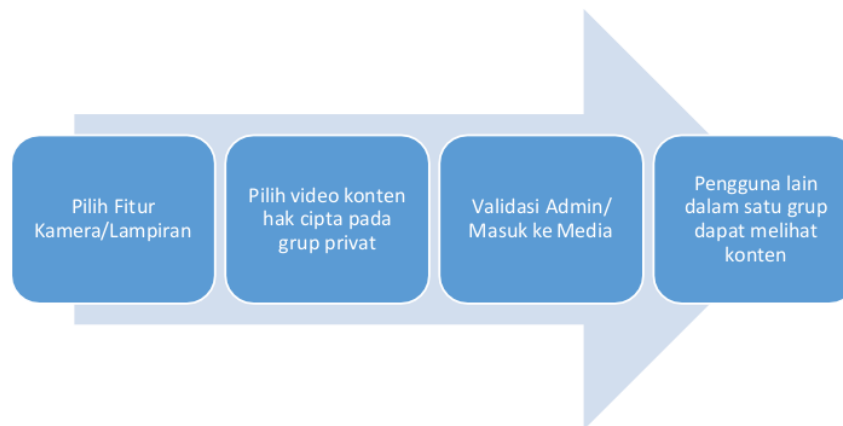 Pilih Fitur
Kamera/Lampiran
Pilih video konten
hak cipta pada
grup privat
Validasi Admin/
Masuk ke Media
Pengguna lain
dalam satu grup
dapat melihat
konten